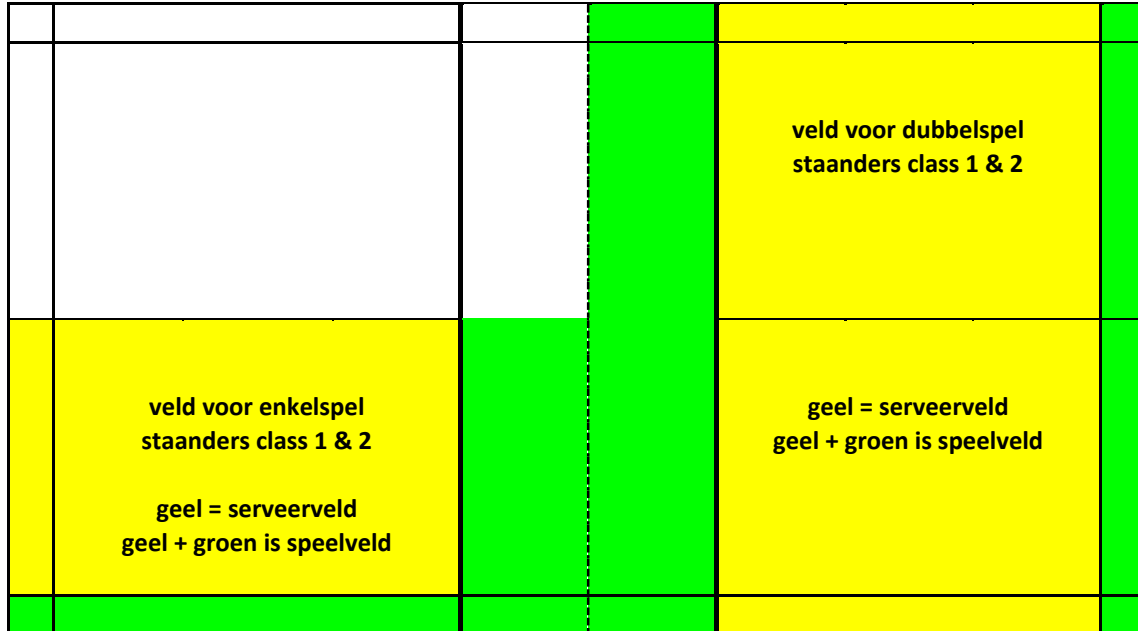 veld voor dubbelspel
staanders class 1 & 2
veld voor enkelspel
staanders class 1 & 2
geel = serveerveld
geel + groen is speelveld
geel = serveerveld
geel + groen is speelveld